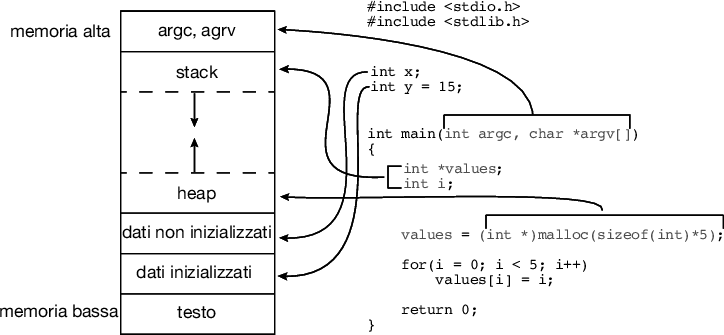 memoria alta
argc, agrv
stack
heap
dati non inizializzati
dati inizializzati
memoria bassa
testo
#include <stdio.h>
#include <stdlib.h>
int x;
int y = 15;
int main(int argc, char *argv[])
{
int *values;
int i;
values = (int *)malloc(sizeof(int)*5);
for(i = 0; i < 5; i++)
values[i] = i;
return 0;
}